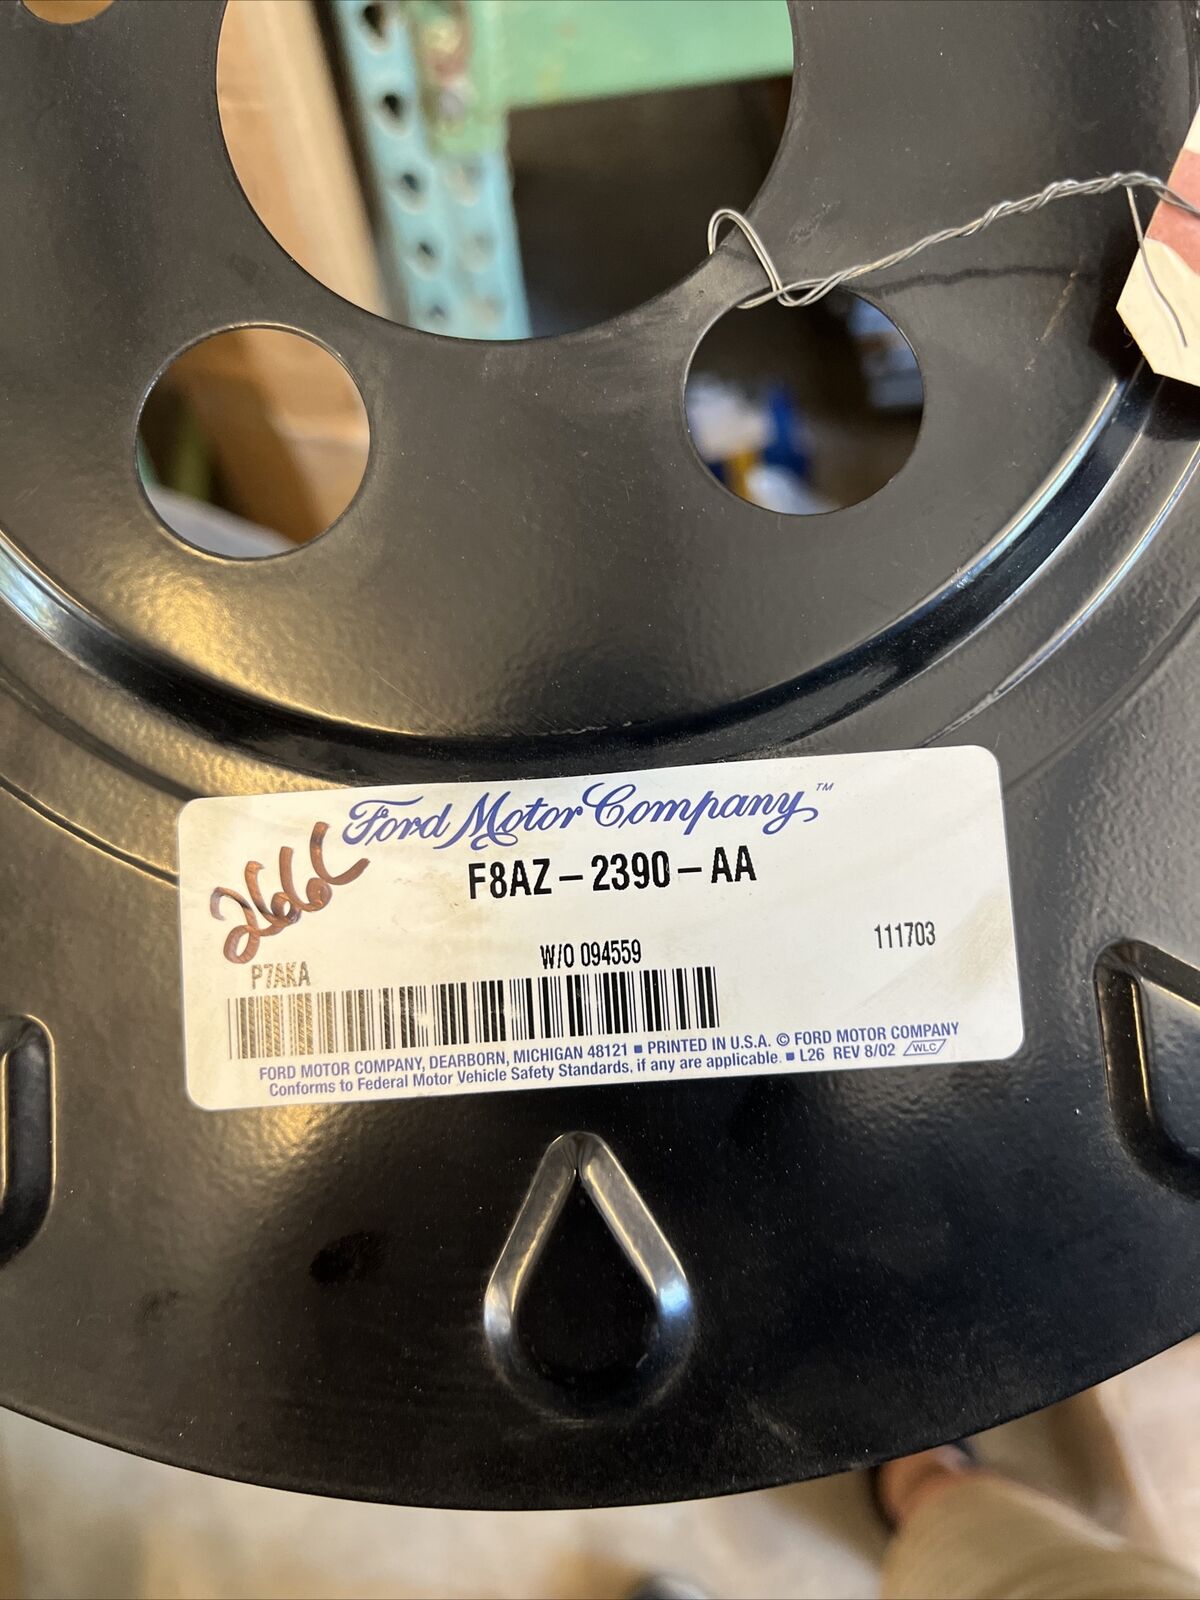 Ford Motor Company™
266C
F8AZ-2390-AA
111703
W/O 094559
P7AKA
FORD MOTOR COMPANY, DEARBORN, MICHIGAN 48121 ■ PRINTED IN U.S.A. © FORD MOTOR COMPANY
Conforms to Federal Motor Vehicle Safety Standards, if any are applicable. ■ L26 REV 8/02 WLC